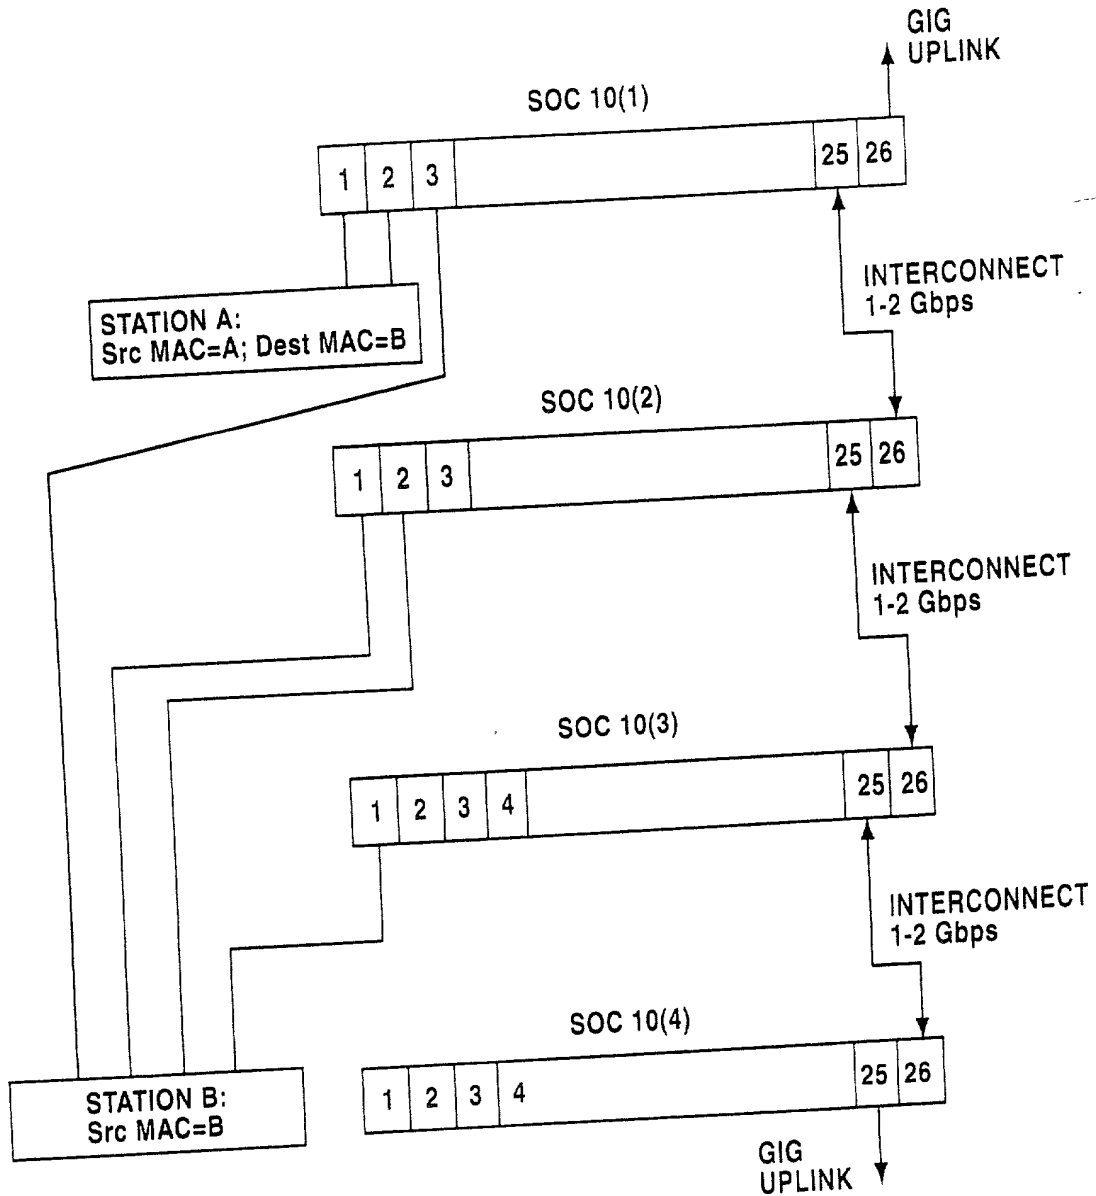 GIG
UPLINK
SOC 10(1)
1 2 3 25 26
INTERCONNECT
1-2 Gbps
STATION A:
Src MAC=A; Dest MAC=B
SOC 10(2)
1 2 3 25 26
INTERCONNECT
1-2 Gbps
SOC 10(3)
1 2 3 4 25 26
INTERCONNECT
1-2 Gbps
SOC 10(4)
1 2 3 4 25 26
STATION B:
Src MAC=B
GIG
UPLINK